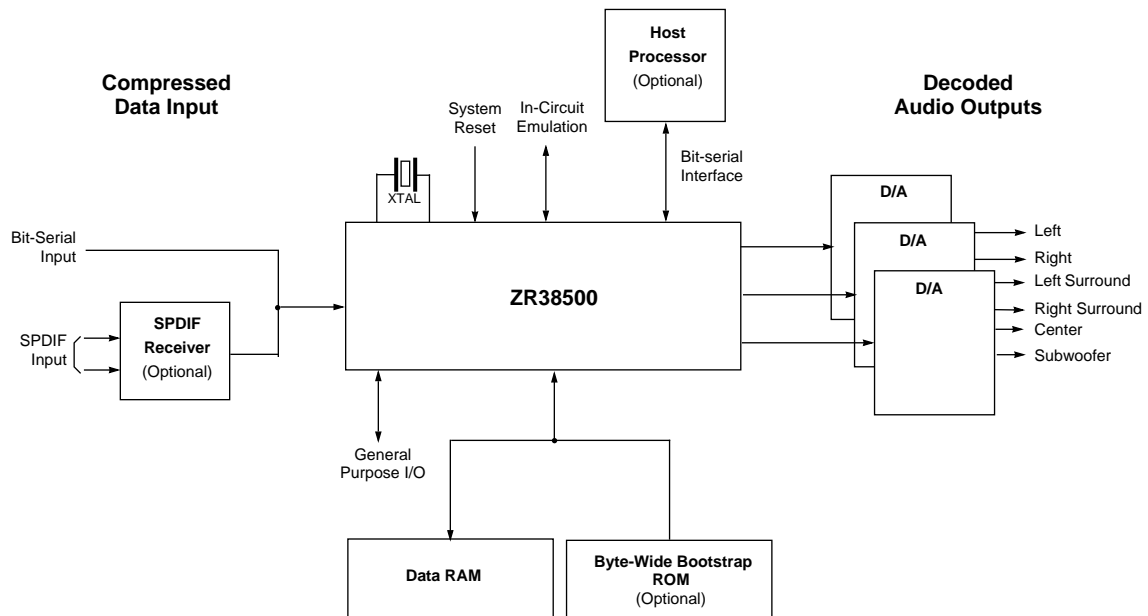 Compressed
Data Input
Host
Processor
(Optional)
Decoded
Audio Outputs
System
Reset
In-Circuit
Emulation
Bit-serial
Interface
XTAL
Bit-Serial
Input
SPDIF
Input
SPDIF
Receiver
(Optional)
ZR38500
D/A
D/A
D/A
Left
Right
Left Surround
Right Surround
Center
Subwoofer
General
Purpose I/O
Data RAM
Byte-Wide Bootstrap
ROM
(Optional)